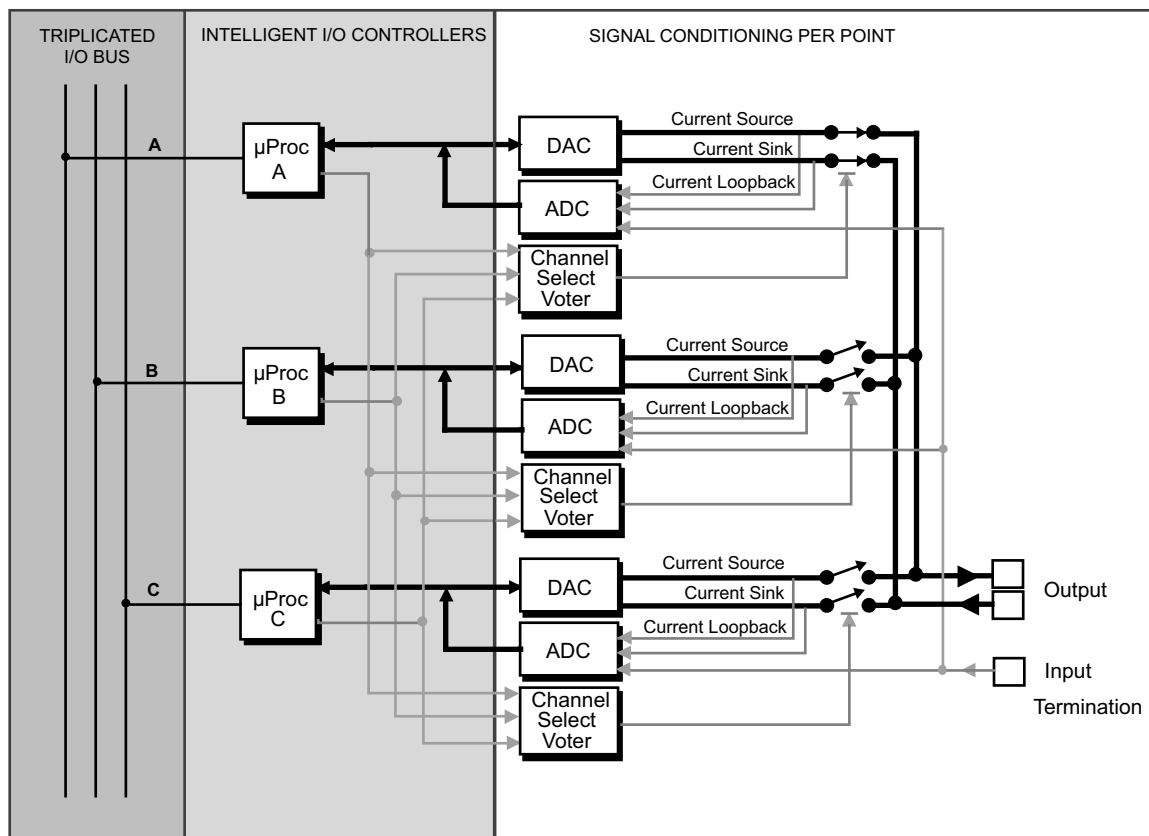 TRIPLICATED
I/O BUS
INTELLIGENT I/O CONTROLLERS
SIGNAL CONDITIONING PER POINT
A
µProc
A
DAC
Current Source
Current Sink
Current Loopback
ADC
Channel
Select
Voter
B
µProc
B
DAC
Current Source
Current Sink
Current Loopback
ADC
Channel
Select
Voter
C
µProc
C
DAC
Current Source
Current Sink
Current Loopback
ADC
Channel
Select
Voter
Output
Input
Termination